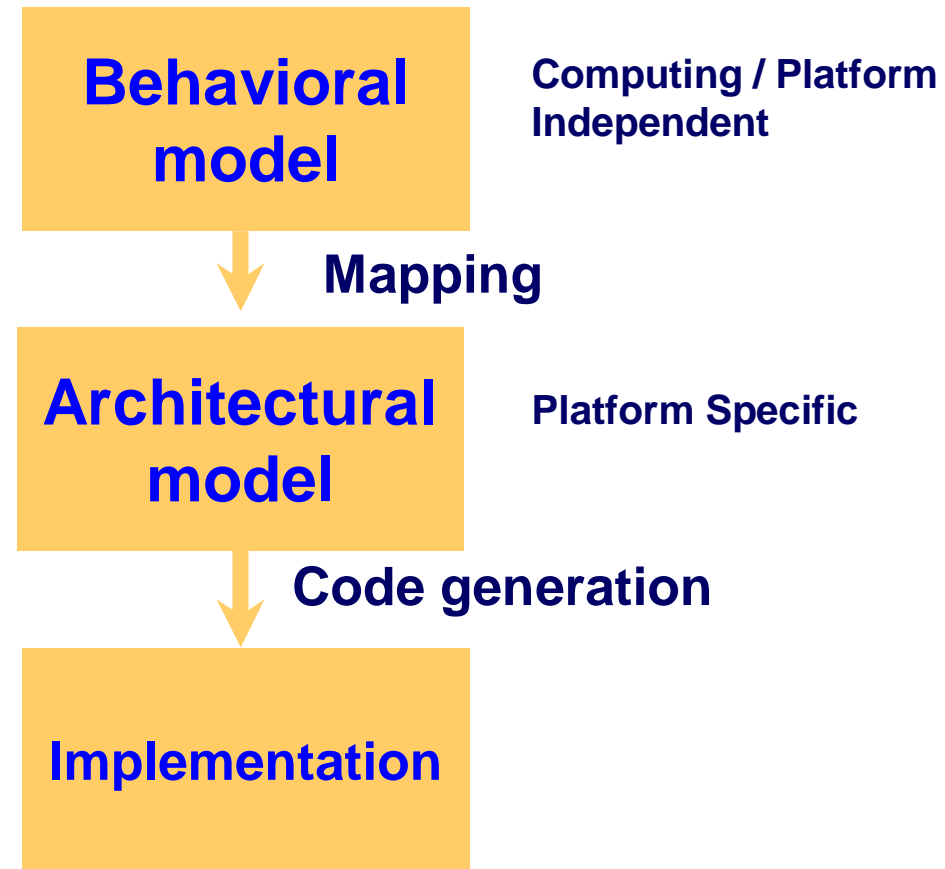 Behavioral
model
Computing / Platform
Independent
Mapping
Architectural
model
Platform Specific
Code generation
Implementation